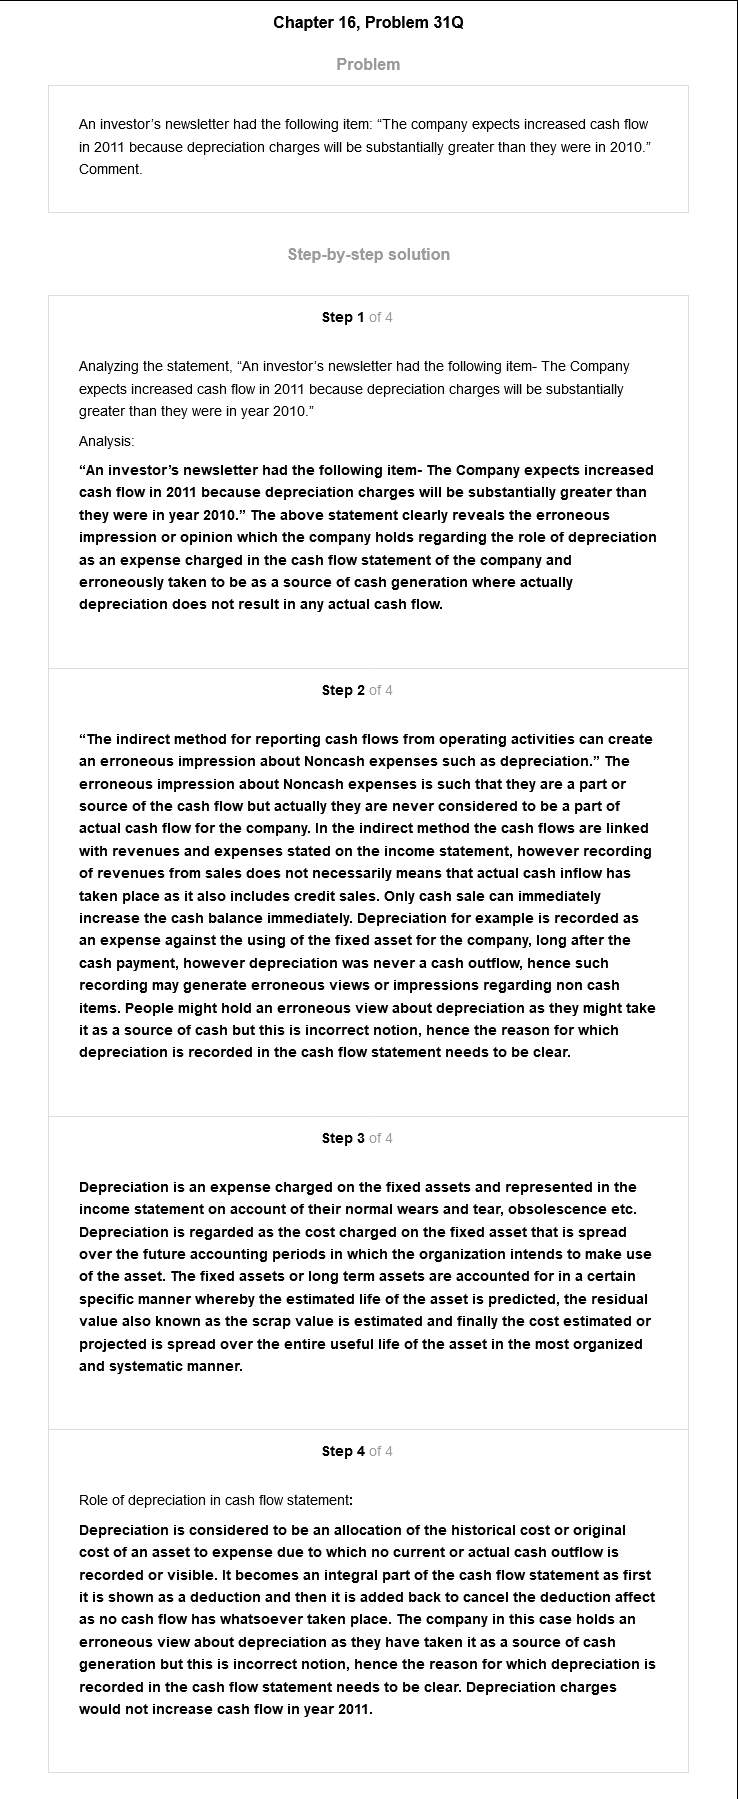 Chapter 16, Problem 31Q
Problem
An investor’s newsletter had the following item: “The company expects increased cash flow
in 2011 because depreciation charges will be substantially greater than they were in 2010.”
Comment.
Step-by-step solution
Step 1 of 4
Analyzing the statement, “An investor’s newsletter had the following item- The Company
expects increased cash flow in 2011 because depreciation charges will be substantially
greater than they were in year 2010.”
Analysis:
“An investor’s newsletter had the following item- The Company expects increased
cash flow in 2011 because depreciation charges will be substantially greater than
they were in year 2010.” The above statement clearly reveals the erroneous
impression or opinion which the company holds regarding the role of depreciation
as an expense charged in the cash flow statement of the company and
erroneously taken to be as a source of cash generation where actually
depreciation does not result in any actual cash flow.
Step 2 of 4
“The indirect method for reporting cash flows from operating activities can create
an erroneous impression about Noncash expenses such as depreciation.” The
erroneous impression about Noncash expenses is such that they are a part or
source of the cash flow but actually they are never considered to be a part of
actual cash flow for the company. In the indirect method the cash flows are linked
with revenues and expenses stated on the income statement, however recording
of revenues from sales does not necessarily means that actual cash inflow has
taken place as it also includes credit sales. Only cash sale can immediately
increase the cash balance immediately. Depreciation for example is recorded as
an expense against the using of the fixed asset for the company, long after the
cash payment, however depreciation was never a cash outflow, hence such
recording may generate erroneous views or impressions regarding non cash
items. People might hold an erroneous view about depreciation as they might take
it as a source of cash but this is incorrect notion, hence the reason for which
depreciation is recorded in the cash flow statement needs to be clear.
Step 3 of 4
Depreciation is an expense charged on the fixed assets and represented in the
income statement on account of their normal wears and tear, obsolescence etc.
Depreciation is regarded as the cost charged on the fixed asset that is spread
over the future accounting periods in which the organization intends to make use
of the asset. The fixed assets or long term assets are accounted for in a certain
specific manner whereby the estimated life of the asset is predicted, the residual
value also known as the scrap value is estimated and finally the cost estimated or
projected is spread over the entire useful life of the asset in the most organized
and systematic manner.
Step 4 of 4
Role of depreciation in cash flow statement:
Depreciation is considered to be an allocation of the historical cost or original
cost of an asset to expense due to which no current or actual cash outflow is
recorded or visible. It becomes an integral part of the cash flow statement as first
it is shown as a deduction and then it is added back to cancel the deduction affect
as no cash flow has whatsoever taken place. The company in this case holds an
erroneous view about depreciation as they have taken it as a source of cash
generation but this is incorrect notion, hence the reason for which depreciation is
recorded in the cash flow statement needs to be clear. Depreciation charges
would not increase cash flow in year 2011.